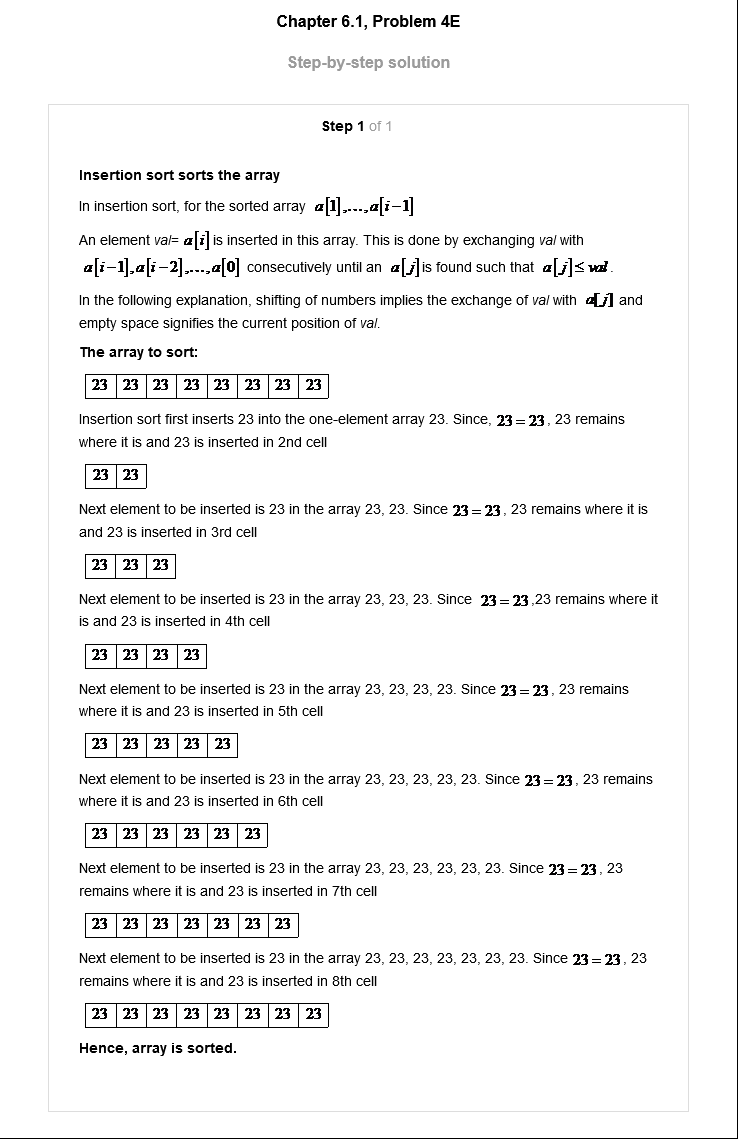 Chapter 6.1, Problem 4E
Step-by-step solution
Step 1 of 1
Insertion sort sorts the array
In insertion sort, for the sorted array a[1],...,a[i−1]
An element val= a[i] is inserted in this array. This is done by exchanging val with
a[i−1],a[i−2],...,a[0] consecutively until an a[j] is found such that a[j]≤val.
In the following explanation, shifting of numbers implies the exchange of val with a[j] and
empty space signifies the current position of val.
The array to sort:
23 23 23 23 23 23 23 23
Insertion sort first inserts 23 into the one-element array 23. Since, 23=23, 23 remains
where it is and 23 is inserted in 2nd cell
23 23
Next element to be inserted is 23 in the array 23, 23. Since 23=23, 23 remains where it is
and 23 is inserted in 3rd cell
23 23 23
Next element to be inserted is 23 in the array 23, 23, 23. Since 23=23,23 remains where it
is and 23 is inserted in 4th cell
23 23 23 23
Next element to be inserted is 23 in the array 23, 23, 23, 23. Since 23=23, 23 remains
where it is and 23 is inserted in 5th cell
23 23 23 23 23
Next element to be inserted is 23 in the array 23, 23, 23, 23, 23. Since 23=23, 23 remains
where it is and 23 is inserted in 6th cell
23 23 23 23 23 23
Next element to be inserted is 23 in the array 23, 23, 23, 23, 23, 23. Since 23=23, 23
remains where it is and 23 is inserted in 7th cell
23 23 23 23 23 23 23
Next element to be inserted is 23 in the array 23, 23, 23, 23, 23, 23, 23. Since 23=23, 23
remains where it is and 23 is inserted in 8th cell
23 23 23 23 23 23 23 23
Hence, array is sorted.